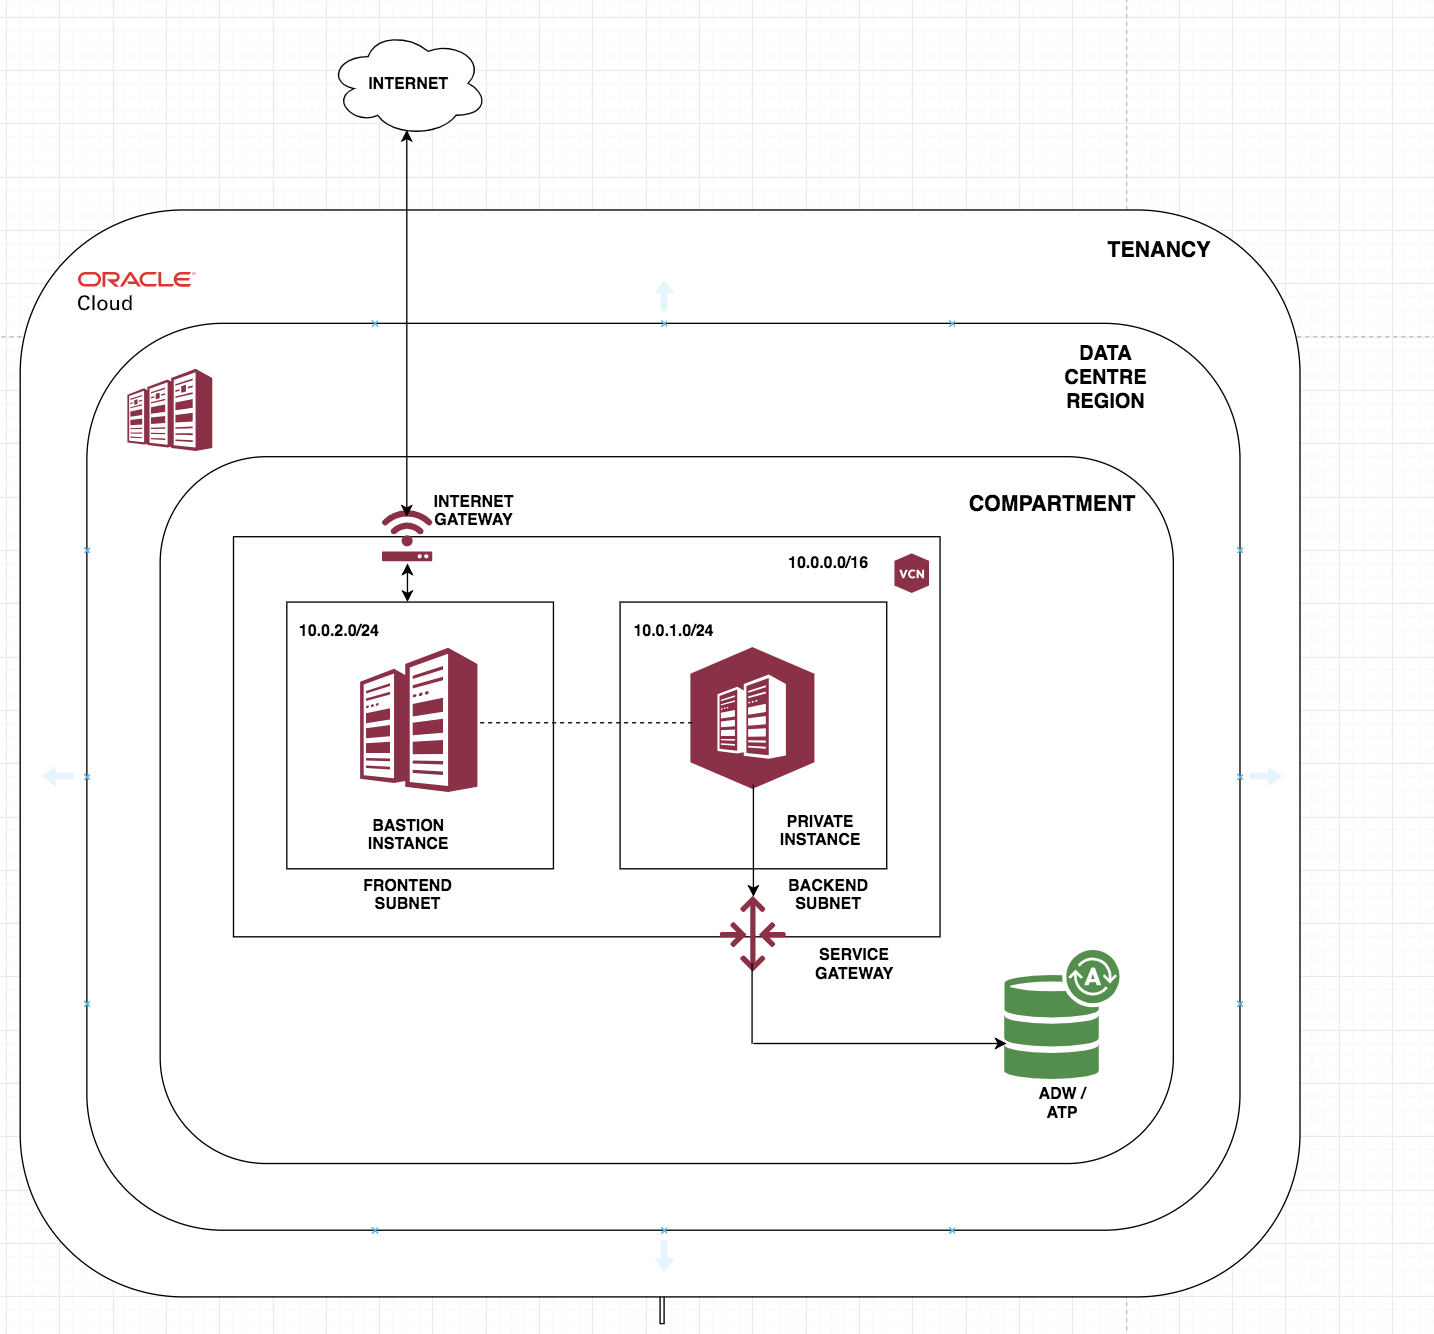 INTERNET
TENANCY
ORACLE
Cloud
DATA
CENTRE
REGION
COMPARTMENT
INTERNET
GATEWAY
10.0.0.0/16
VCN
10.0.2.0/24
10.0.1.0/24
BASTION
INSTANCE
PRIVATE
INSTANCE
FRONTEND
SUBNET
BACKEND
SUBNET
SERVICE
GATEWAY
A
ADW /
ATP